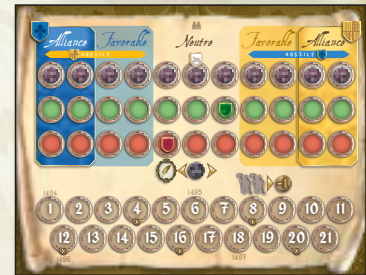 Alliance Favorable Neutre Favorable Alliance
HOSTILE HOSTILE
-1
1494 1495
1 2 3 4 5 6 7 8 9 10 11
12 13 14 15 16 17 18 19 20 21
1496 1497